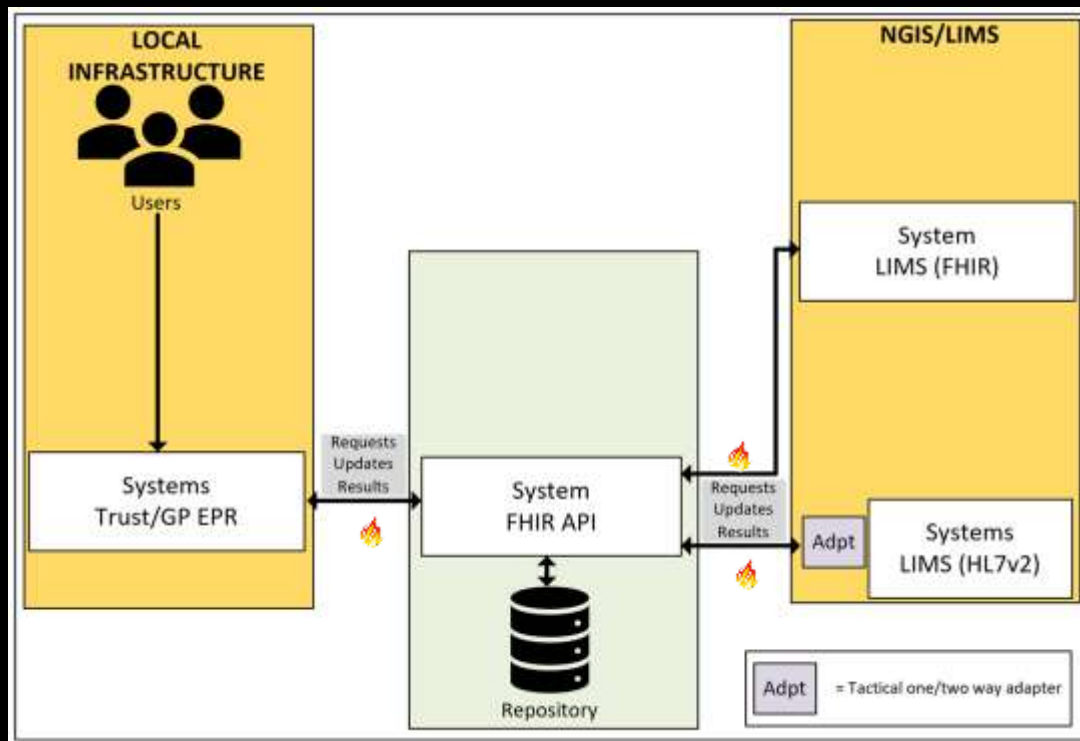 LOCAL
INFRASTRUCTURE
Users
Systems
Trust/GP EPR
Requests
Updates
Results
System
FHIR API
Repository
NGIS/LIMS
System
LIMS (FHIR)
Requests
Updates
Results
Adpt
Systems
LIMS (HL7v2)
Adpt
= Tactical one/two way adapter